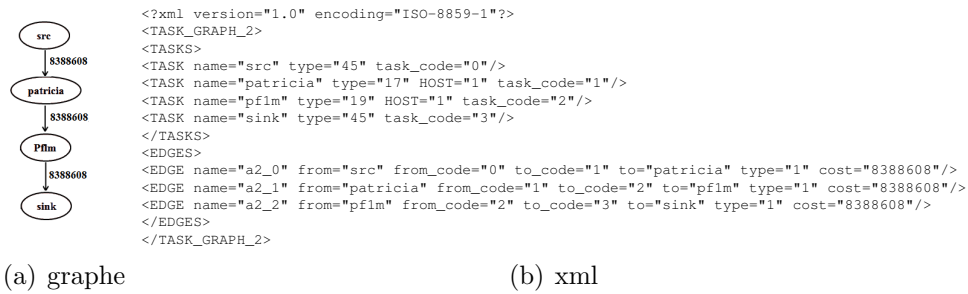 src
8388608
patricia
8388608
Pf1m
8388608
sink
<?xml version="1.0" encoding="ISO-8859-1"?>
<TASK_GRAPH_2>
<TASKS>
<TASK name="src" type="45" task_code="0"/>
<TASK name="patricia" type="17" HOST="1" task_code="1"/>
<TASK name="pf1m" type="19" HOST="1" task_code="2"/>
<TASK name="sink" type="45" task_code="3"/>
</TASKS>
<EDGES>
<EDGE name="a2_0" from="src" from_code="0" to_code="1" to="patricia" type="1" cost="8388608"/>
<EDGE name="a2_1" from="patricia" from_code="1" to_code="2" to="pf1m" type="1" cost="8388608"/>
<EDGE name="a2_2" from="pf1m" from_code="2" to_code="3" to="sink" type="1" cost="8388608"/>
</EDGES>
</TASK_GRAPH_2>
(a) graphe
(b) xml